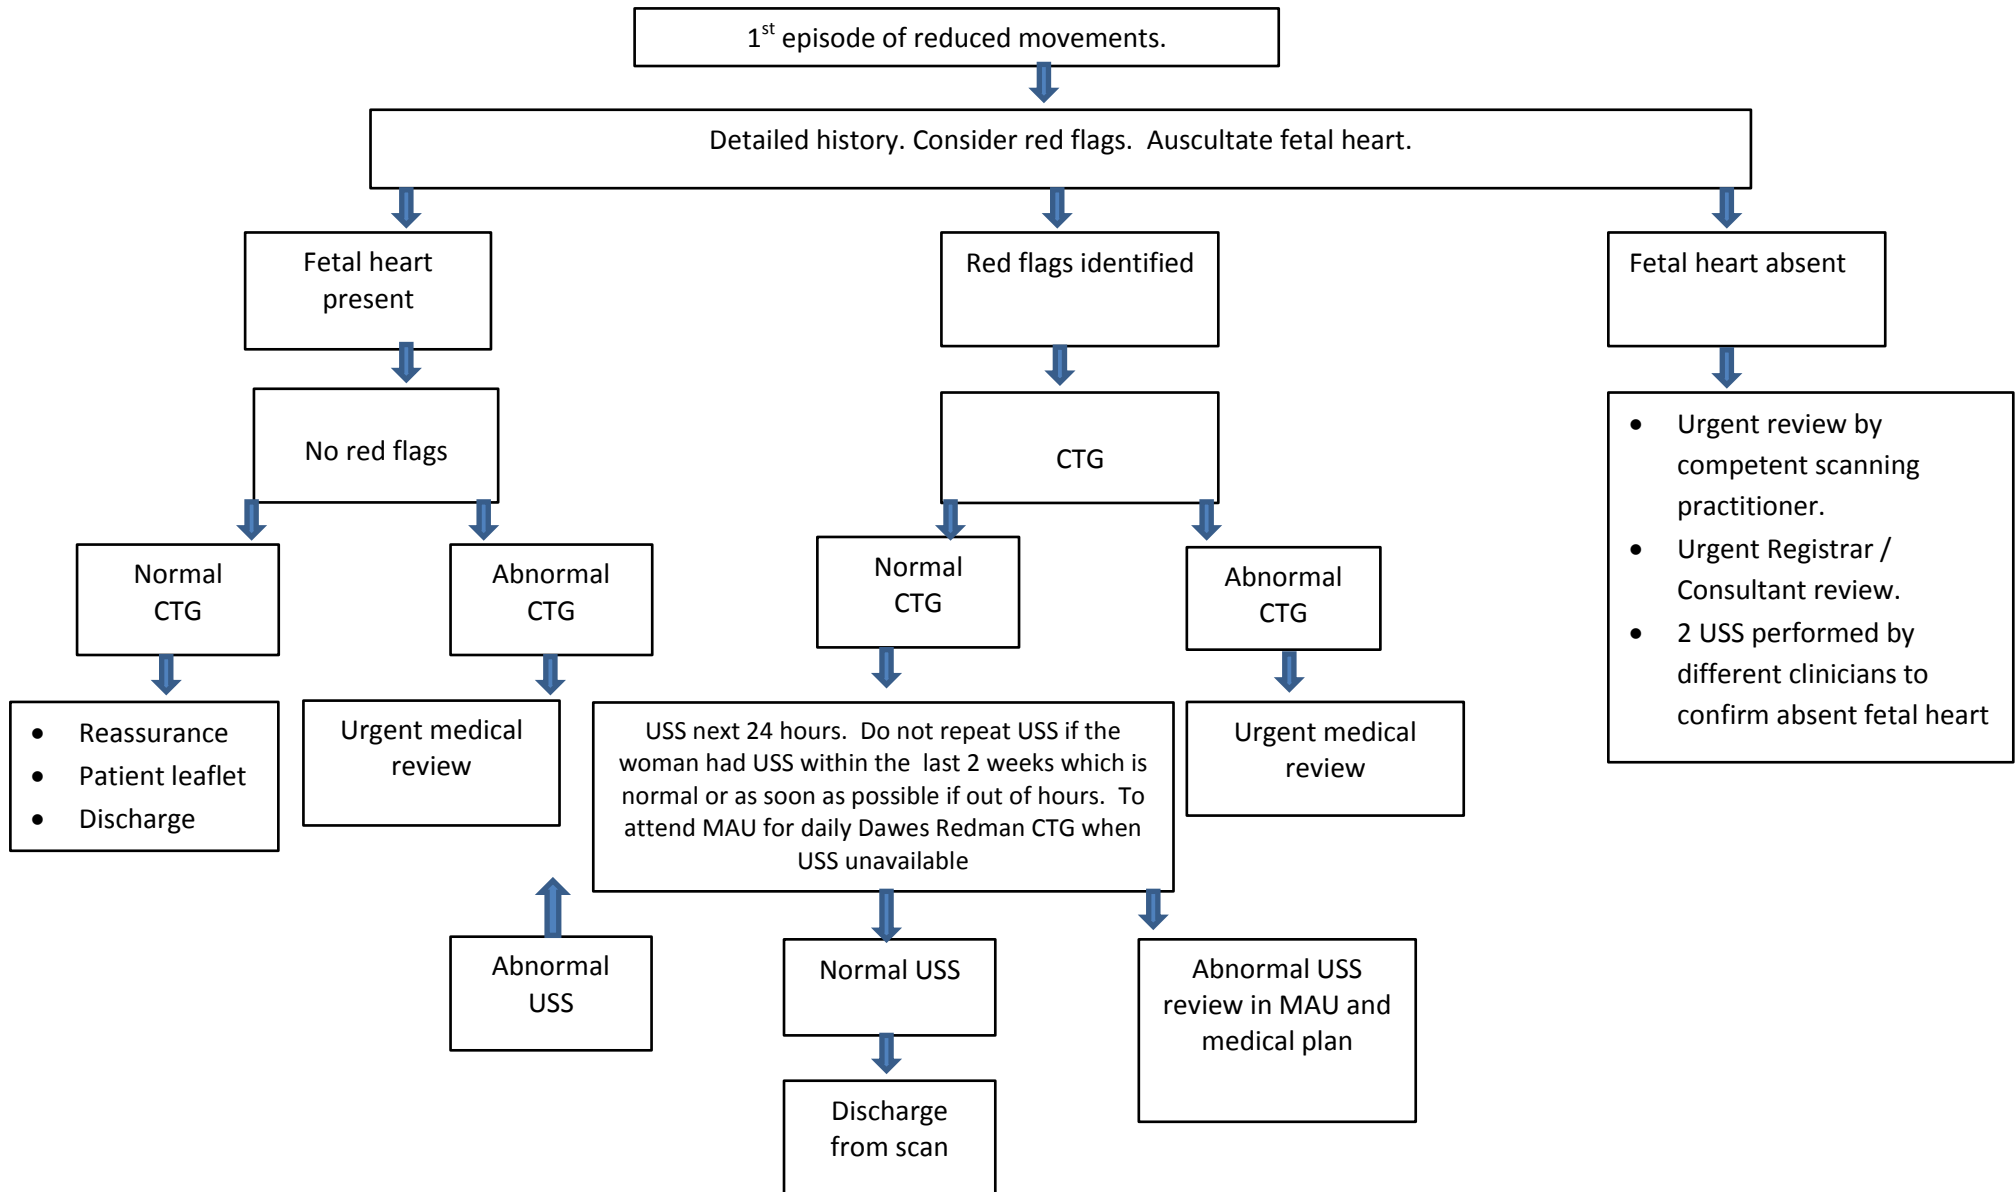 1st episode of reduced movements.
Detailed history. Consider red flags.  Auscultate fetal heart.
Fetal heart
present
Red flags identified
Fetal heart absent
No red flags
CTG
• Urgent review by
competent scanning
practitioner.
• Urgent Registrar /
Consultant review.
• 2 USS performed by
different clinicians to
confirm absent fetal heart
Normal
CTG
Abnormal
CTG
Normal
CTG
Abnormal
CTG
• Reassurance
• Patient leaflet
• Discharge
Urgent medical
review
USS next 24 hours.  Do not repeat USS if the
woman had USS within the  last 2 weeks which is
normal or as soon as possible if out of hours.  To
attend MAU for daily Dawes Redman CTG when
USS unavailable
Urgent medical
review
Abnormal
USS
Normal USS
Abnormal USS
review in MAU and
medical plan
Discharge
from scan